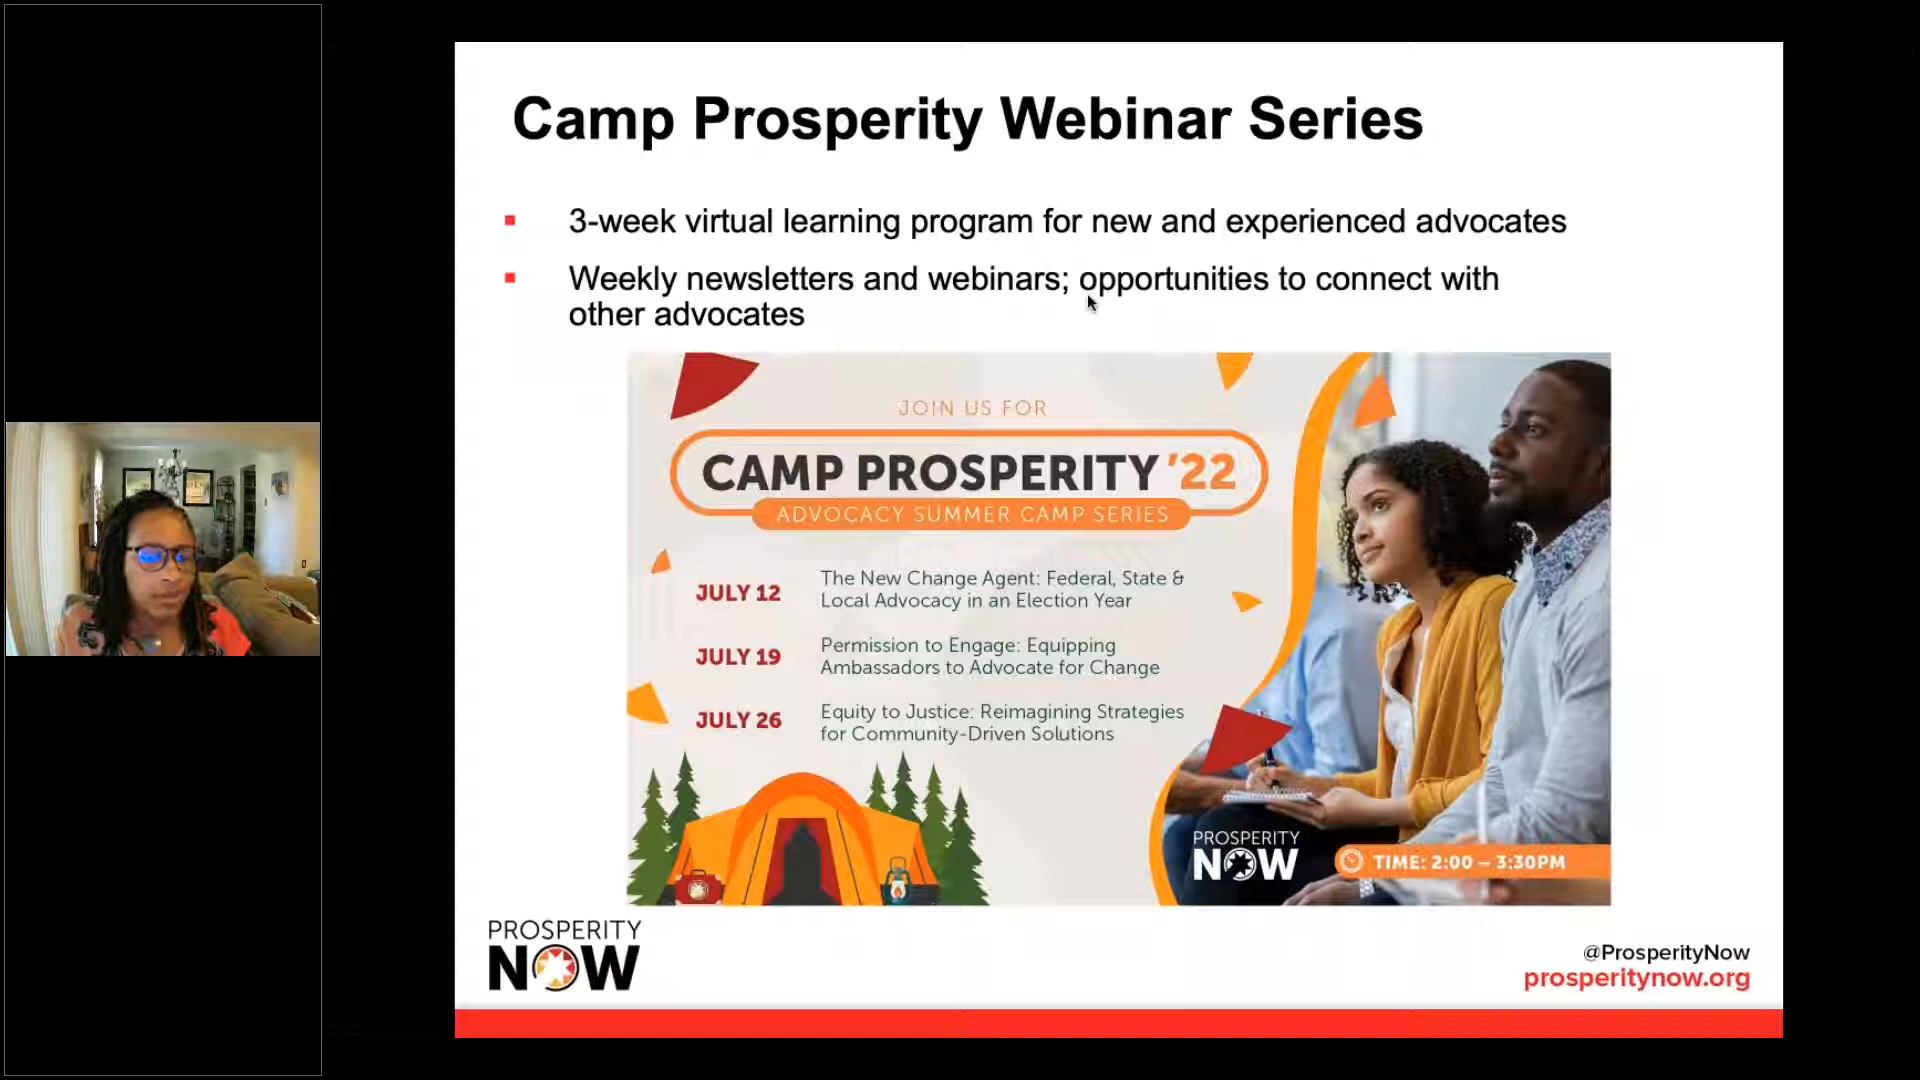 Camp Prosperity Webinar Series
3-week virtual learning program for new and experienced advocates
Weekly newsletters and webinars; opportunities to connect with
other advocates
JOIN US FOR
CAMP PROSPERITY '22
ADVOCACY SUMMER CAMP SERIES
JULY 12
The New Change Agent: Federal, State &
Local Advocacy in an Election Year
JULY 19
Permission to Engage: Equipping
Ambassadors to Advocate for Change
JULY 26
Equity to Justice: Reimagining Strategies
for Community-Driven Solutions
PROSPERITY
NOW
TIME: 2:00 – 3:30PM
PROSPERITY
NOW
@ProsperityNow
prosperitynow.org